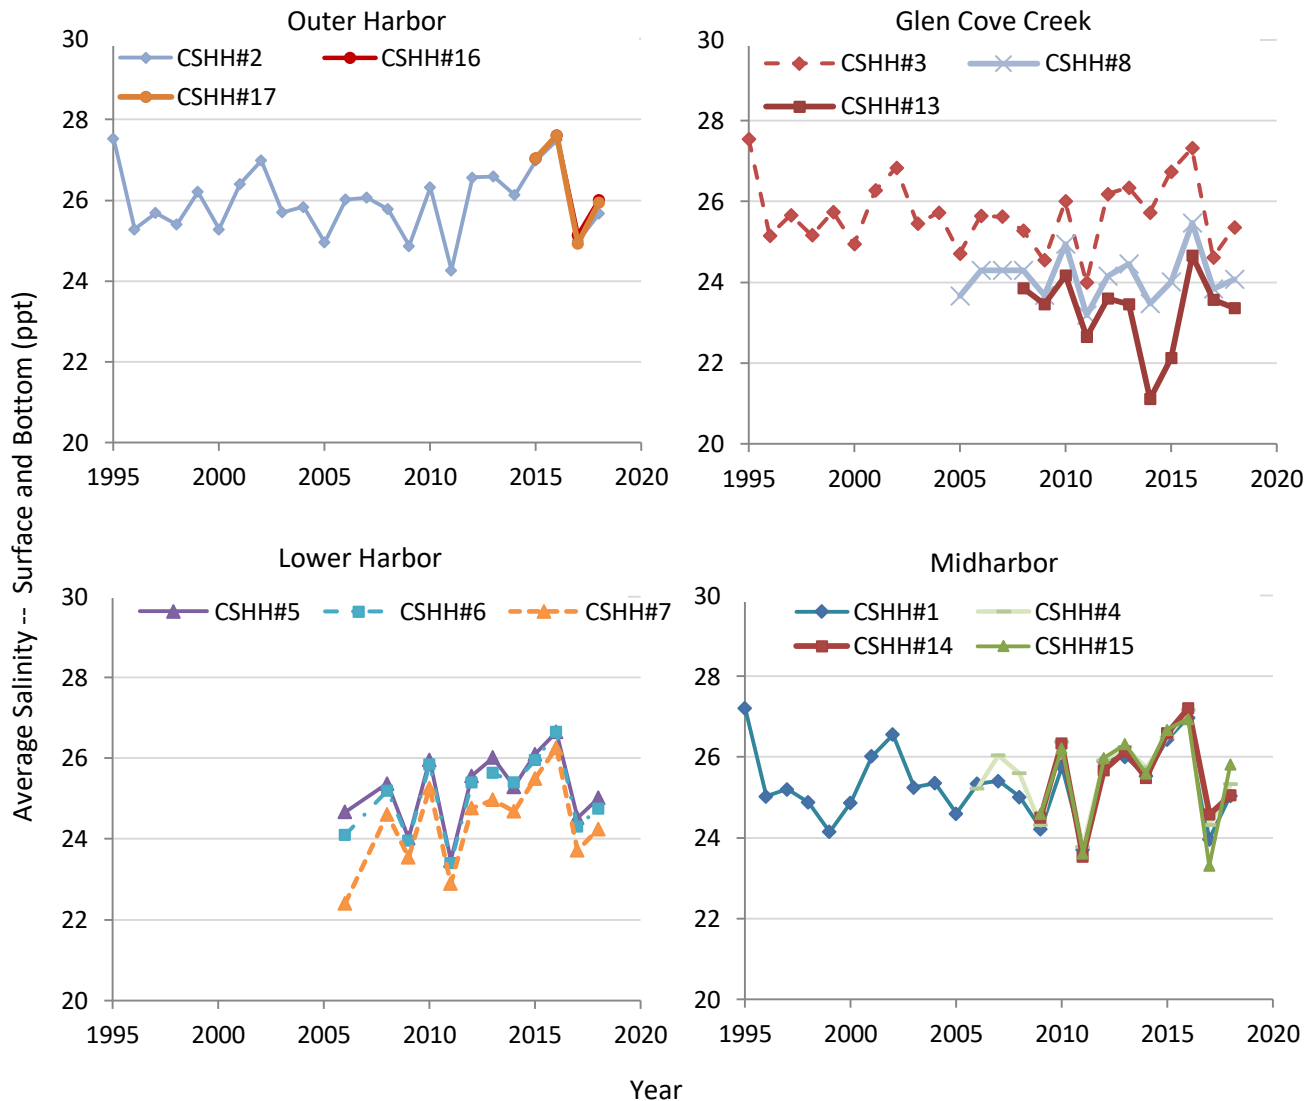 Outer Harbor
30
28
26
24
22
20
CSHH#2
CSHH#16
CSHH#17
1995 2000 2005 2010 2015 2020
Glen Cove Creek
30
28
26
24
22
20
CSHH#3
CSHH#8
CSHH#13
1995 2000 2005 2010 2015 2020
Average Salinity -- Surface and Bottom (ppt)
Lower Harbor
30
28
26
24
22
20
CSHH#5
CSHH#6
CSHH#7
1995 2000 2005 2010 2015 2020
Midharbor
30
28
26
24
22
20
CSHH#1
CSHH#4
CSHH#14
CSHH#15
1995 2000 2005 2010 2015 2020
Year